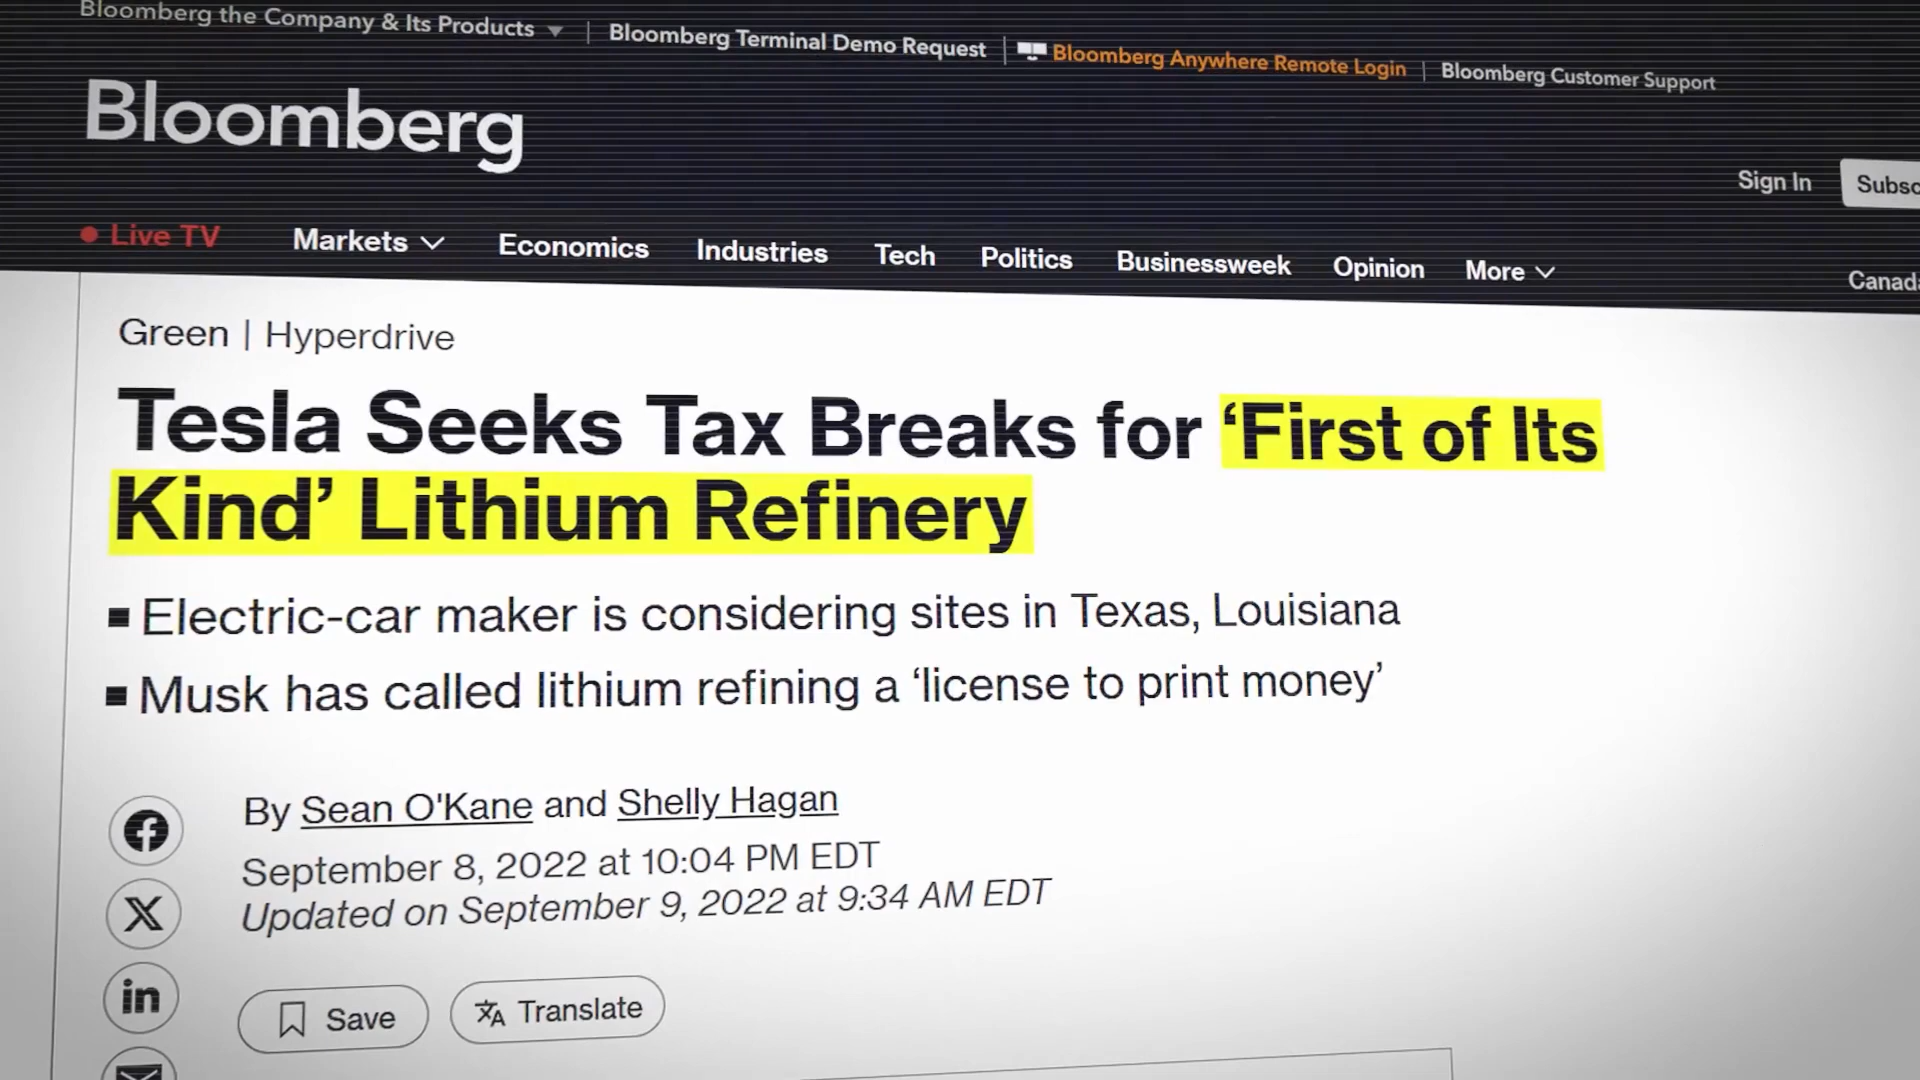 Bloomberg the Company & Its Products
Bloomberg Terminal Demo Request
Bloomberg Anywhere Remote Login
Bloomberg Customer Support
Bloomberg
Sign In
Live TV
Markets
Economics
Industries
Tech
Politics
Businessweek
Opinion
More
Green | Hyperdrive
Tesla Seeks Tax Breaks for ‘First of Its
Kind’ Lithium Refinery
Electric-car maker is considering sites in Texas, Louisiana
Musk has called lithium refining a ‘license to print money’
By Sean O'Kane and Shelly Hagan
September 8, 2022 at 10:04 PM EDT
Updated on September 9, 2022 at 9:34 AM EDT
Save
Translate